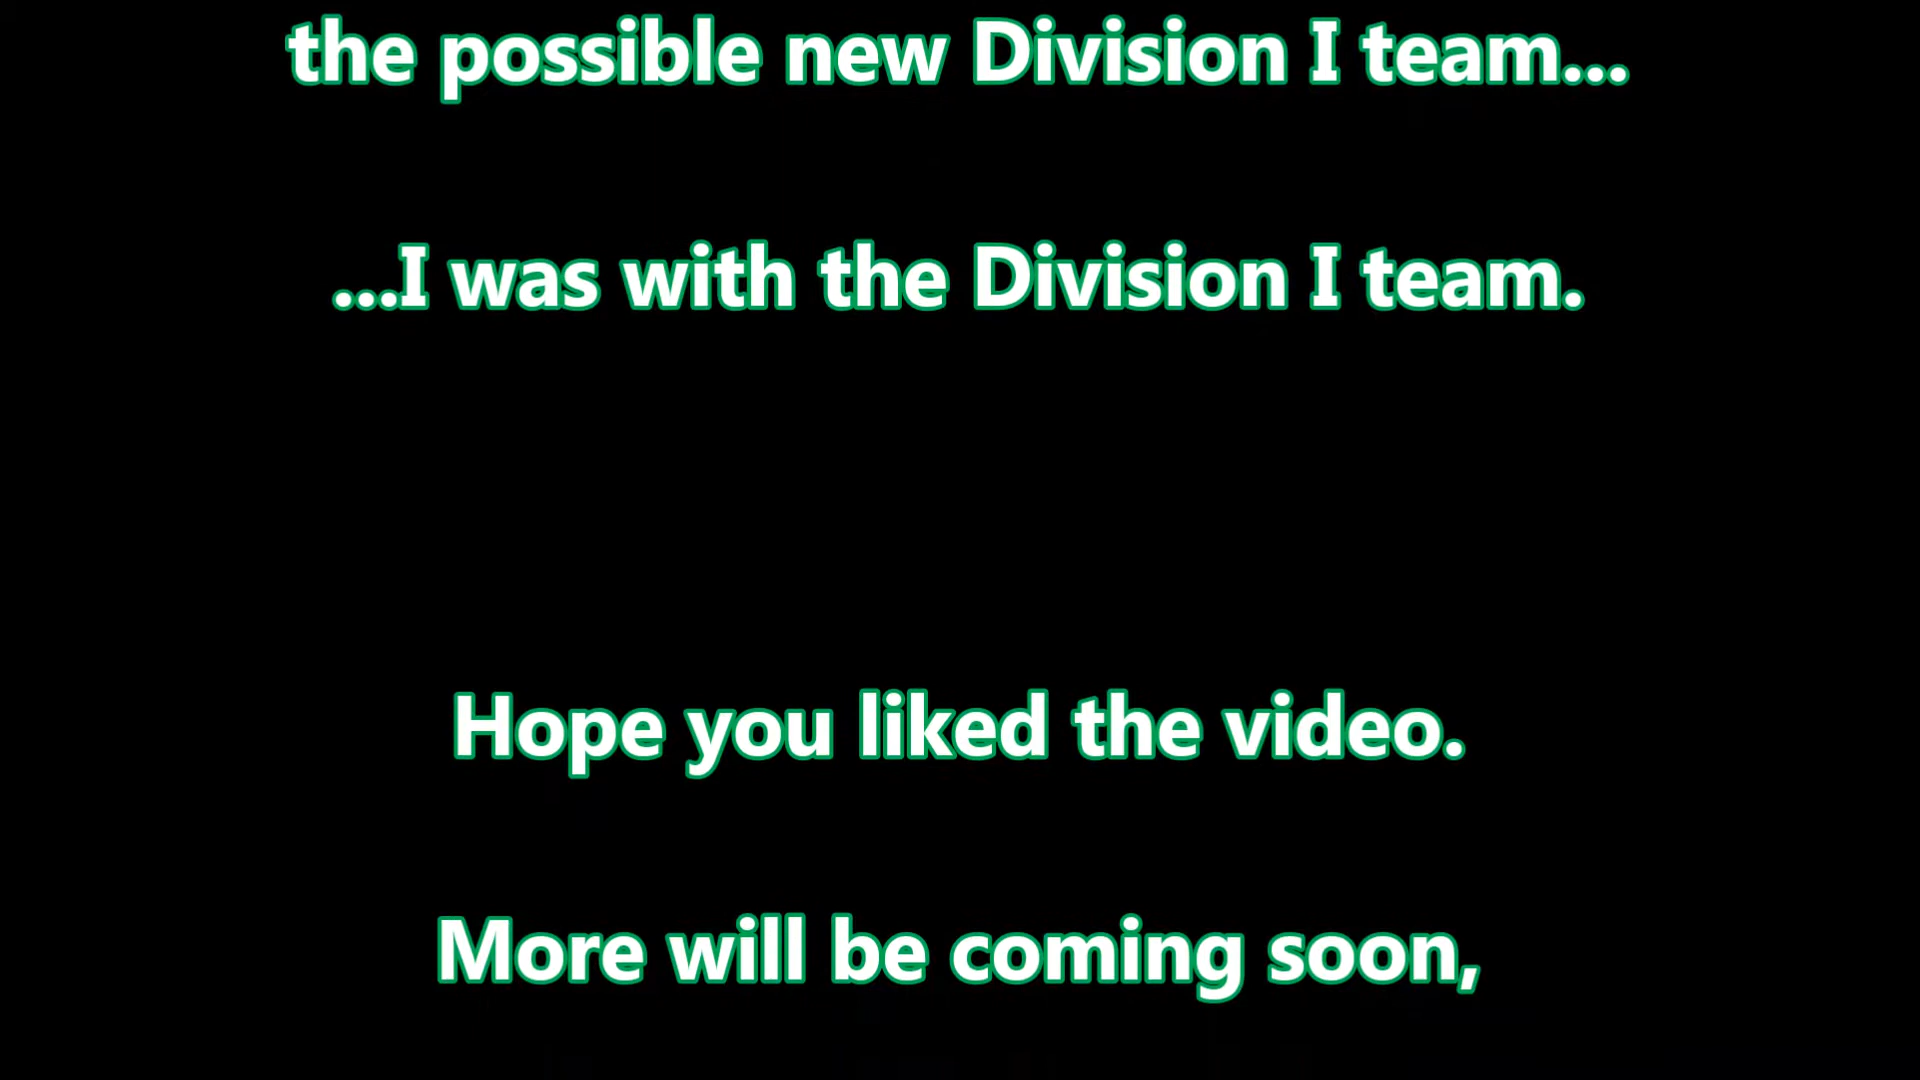 the possible new Division I team...
...I was with the Division I team.
Hope you liked the video.
More will be coming soon,